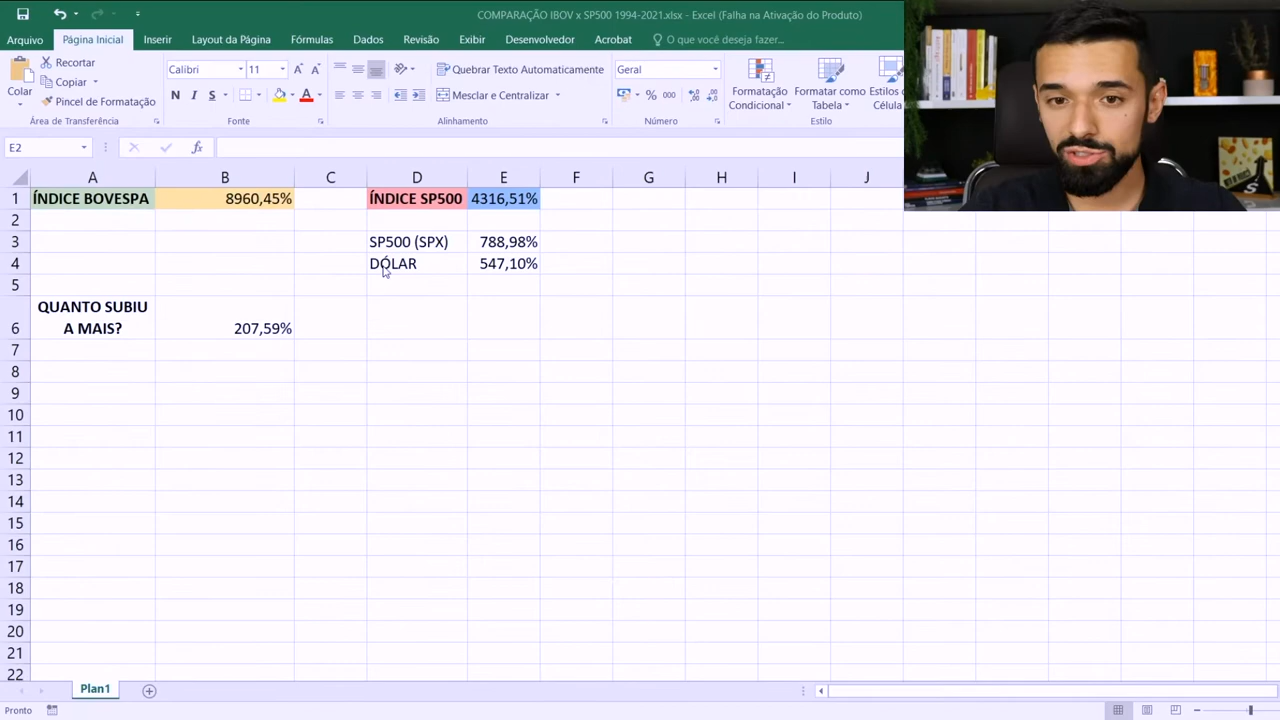 COMPARAÇÃO IBOV x SP500 1994-2021.xlsx - Excel (Falha na Ativação do Produto)
Arquivo Página Inicial Inserir Layout da Página Fórmulas Dados Revisão Exibir Desenvolvedor Acrobat O que você deseja fazer...
Colar
Recortar
Copiar
Pincel de Formatação
Área de Transferência
Calibri 11 A A
N I S A
Fonte
Quebrar Texto Automaticamente
Mesclar e Centralizar
Alinhamento
Geral
% 000
Número
Formatação Condicional
Formatar como Tabela
Estilos de Célula
Estilo
E2 fx
A B C D E F G H I J
1 ÍNDICE BOVESPA 8960,45% ÍNDICE SP500 4316,51%
2
3 SP500 (SPX) 788,98%
4 DÓLAR 547,10%
5
QUANTO SUBIU
6 A MAIS? 207,59%
7
8
9
10
11
12
13
14
15
16
17
18
19
20
21
22
Plan1
Pronto